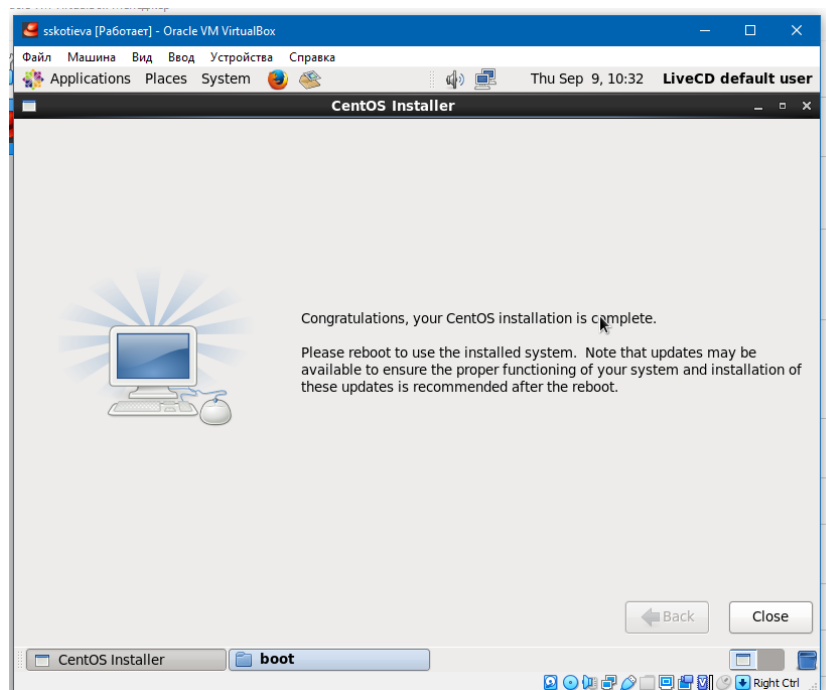 sskotieva [Работает] - Oracle VM VirtualBox
Файл Машина Вид Ввод Устройства Справка
Applications Places System Thu Sep 9, 10:32 LiveCD default user
CentOS Installer
Congratulations, your CentOS installation is complete.
Please reboot to use the installed system. Note that updates may be
available to ensure the proper functioning of your system and installation of
these updates is recommended after the reboot.
Back Close
CentOS Installer boot
Right Ctrl